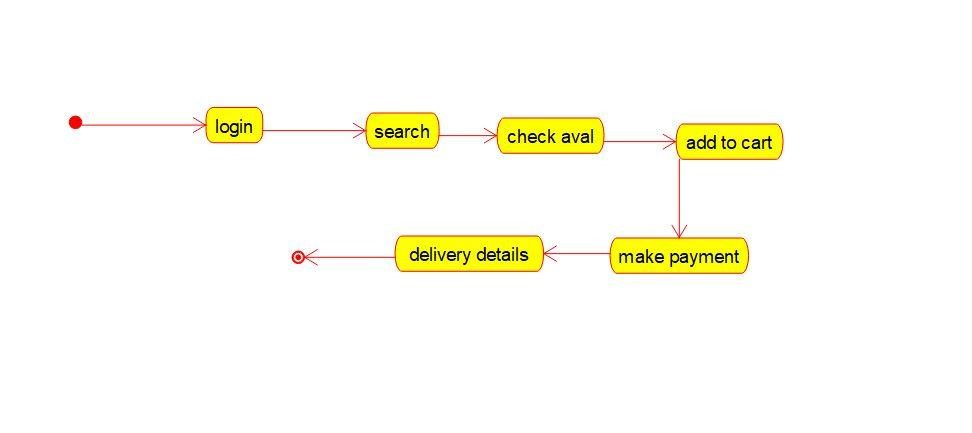 login
search
check aval
add to cart
make payment
delivery details